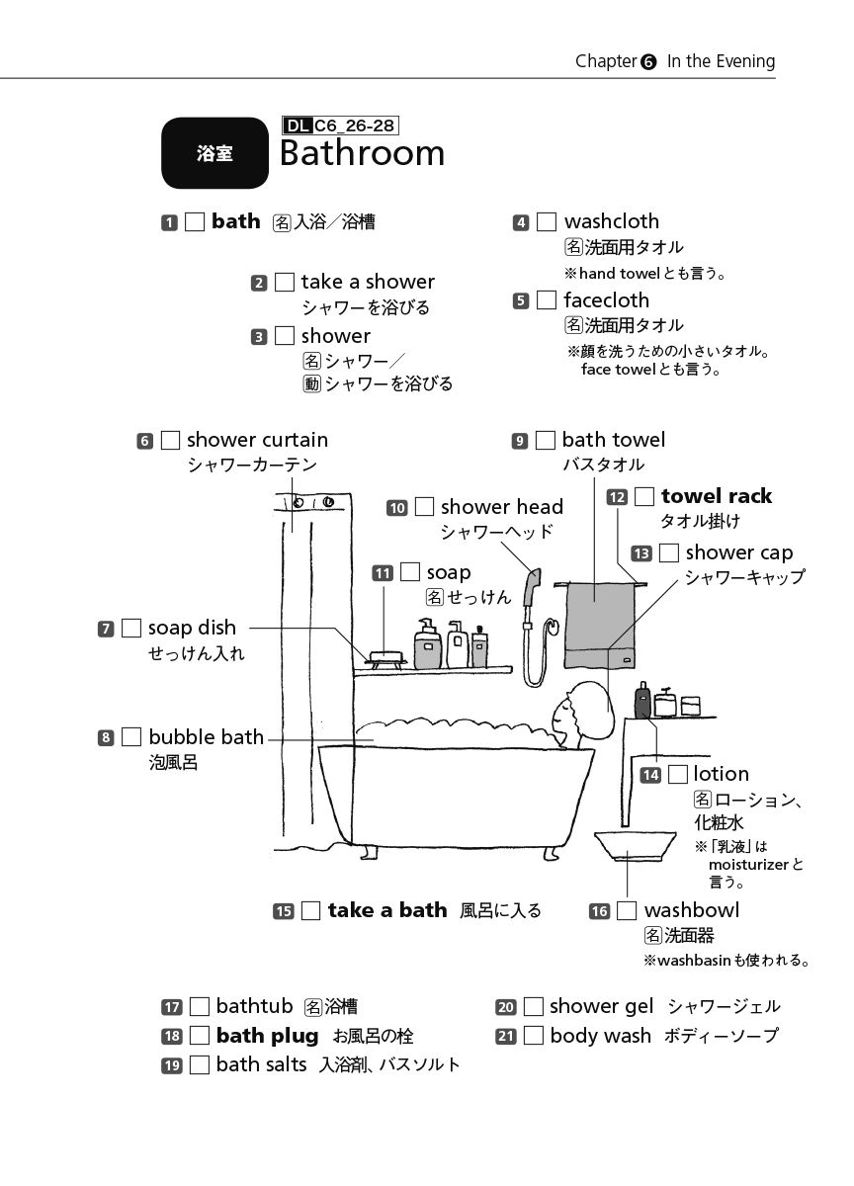 Chapter❻ In the Evening
浴室
DL C6_26-28
Bathroom
1 □ bath 名入浴／浴槽
2 □ take a shower
シャワーを浴びる
3 □ shower
名シャワー／
動シャワーを浴びる
4 □ washcloth
名洗面用タオル
※hand towelとも言う。
5 □ facecloth
名洗面用タオル
※顔を洗うための小さいタオル。
face towelとも言う。
6 □ shower curtain
シャワーカーテン
7 □ soap dish
せっけん入れ
8 □ bubble bath
泡風呂
9 □ bath towel
バスタオル
10 □ shower head
シャワーヘッド
11 □ soap
名せっけん
12 □ towel rack
タオル掛け
13 □ shower cap
シャワーキャップ
14 □ lotion
名ローション、
化粧水
※「乳液」は
moisturizerと
言う。
15 □ take a bath 風呂に入る
16 □ washbowl
名洗面器
※washbasinも使われる。
17 □ bathtub 名浴槽
18 □ bath plug お風呂の栓
19 □ bath salts 入浴剤、バスソルト
20 □ shower gel シャワージェル
21 □ body wash ボディーソープ